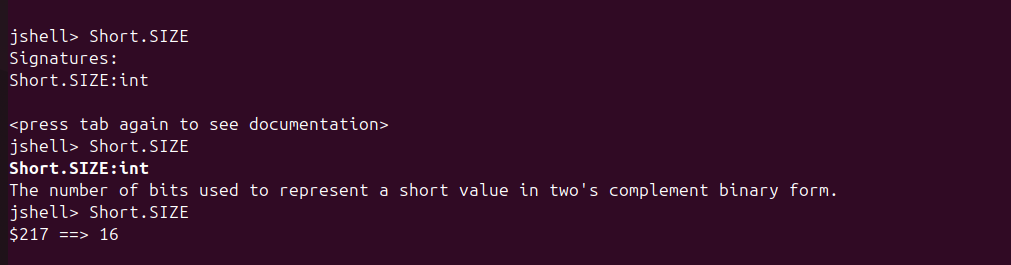 jshell> Short.SIZE
Signatures:
Short.SIZE:int
<press tab again to see documentation>
jshell> Short.SIZE
Short.SIZE:int
The number of bits used to represent a short value in two's complement binary form.
jshell> Short.SIZE
$217 ==> 16